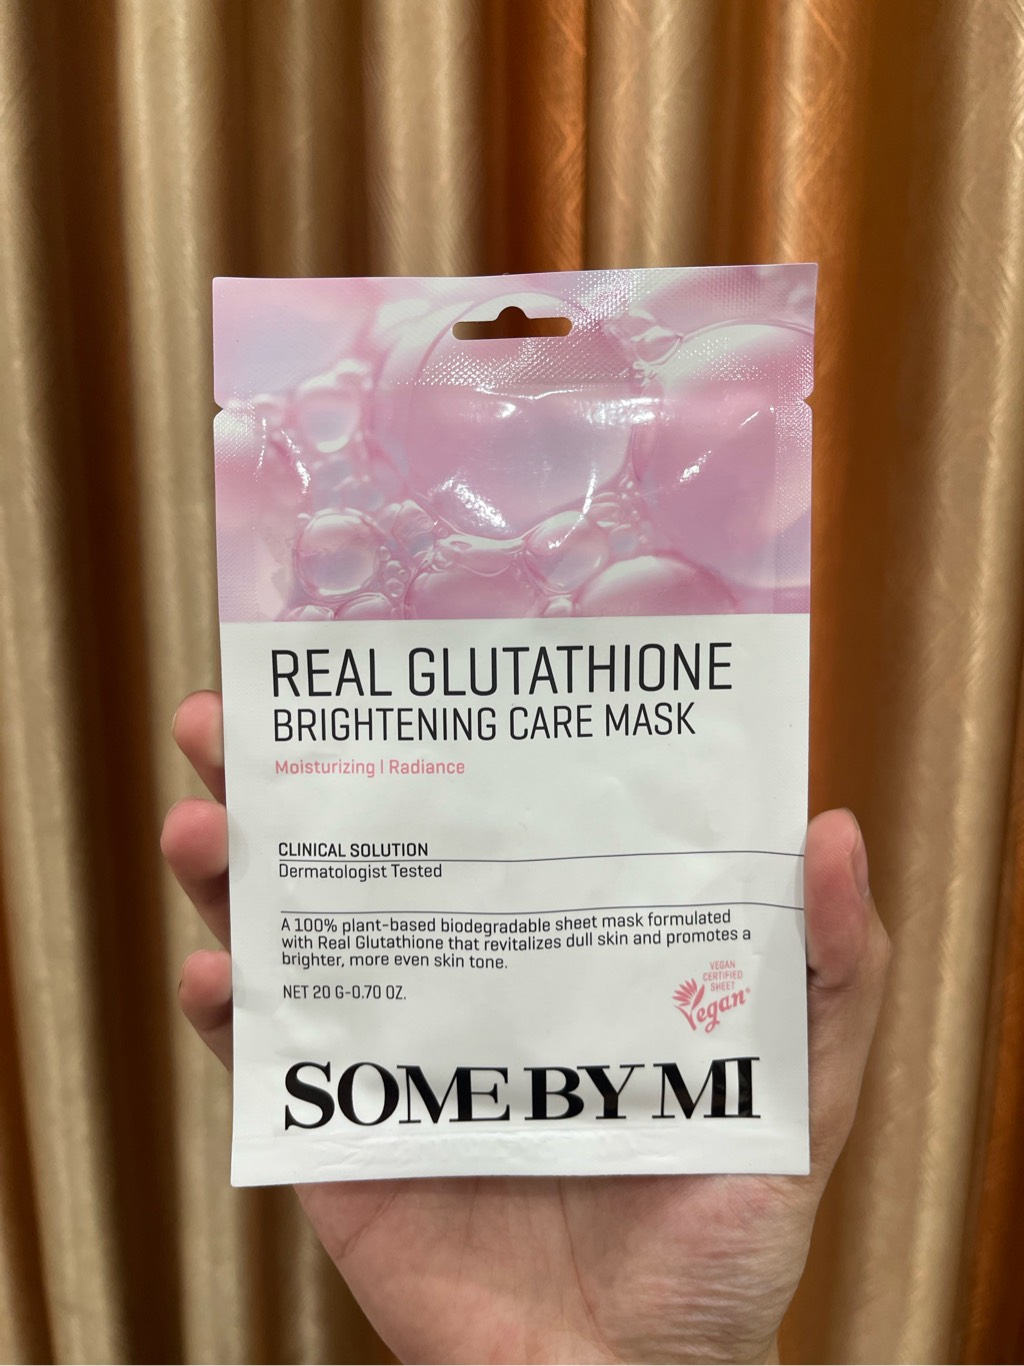 REAL GLUTATHIONE
BRIGHTENING CARE MASK
Moisturizing | Radiance
CLINICAL SOLUTION
Dermatologist Tested
A 100% plant-based biodegradable sheet mask formulated
with Real Glutathione that revitalizes dull skin and promotes a
brighter, more even skin tone.
NET 20 G-0.70 OZ.
VEGAN
CERTIFIED
SHEET
Vegan
SOME BY MI